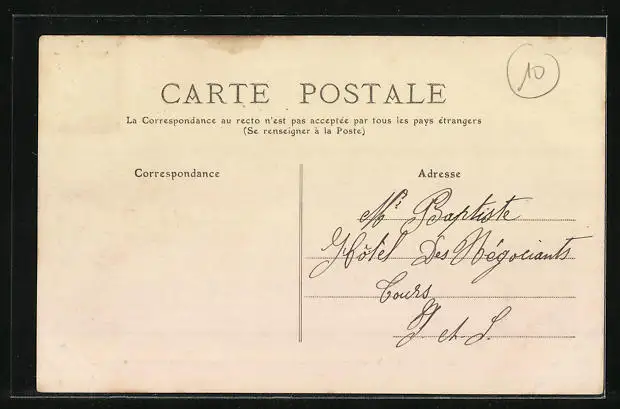 10
CARTE POSTALE
La Correspondance au recto n'est pas acceptée par tous les pays étrangers
(Se renseigner à la Poste)
Correspondance
Adresse
Mr Baptiste
Hôtel Des Négociants
Tours
I et L.